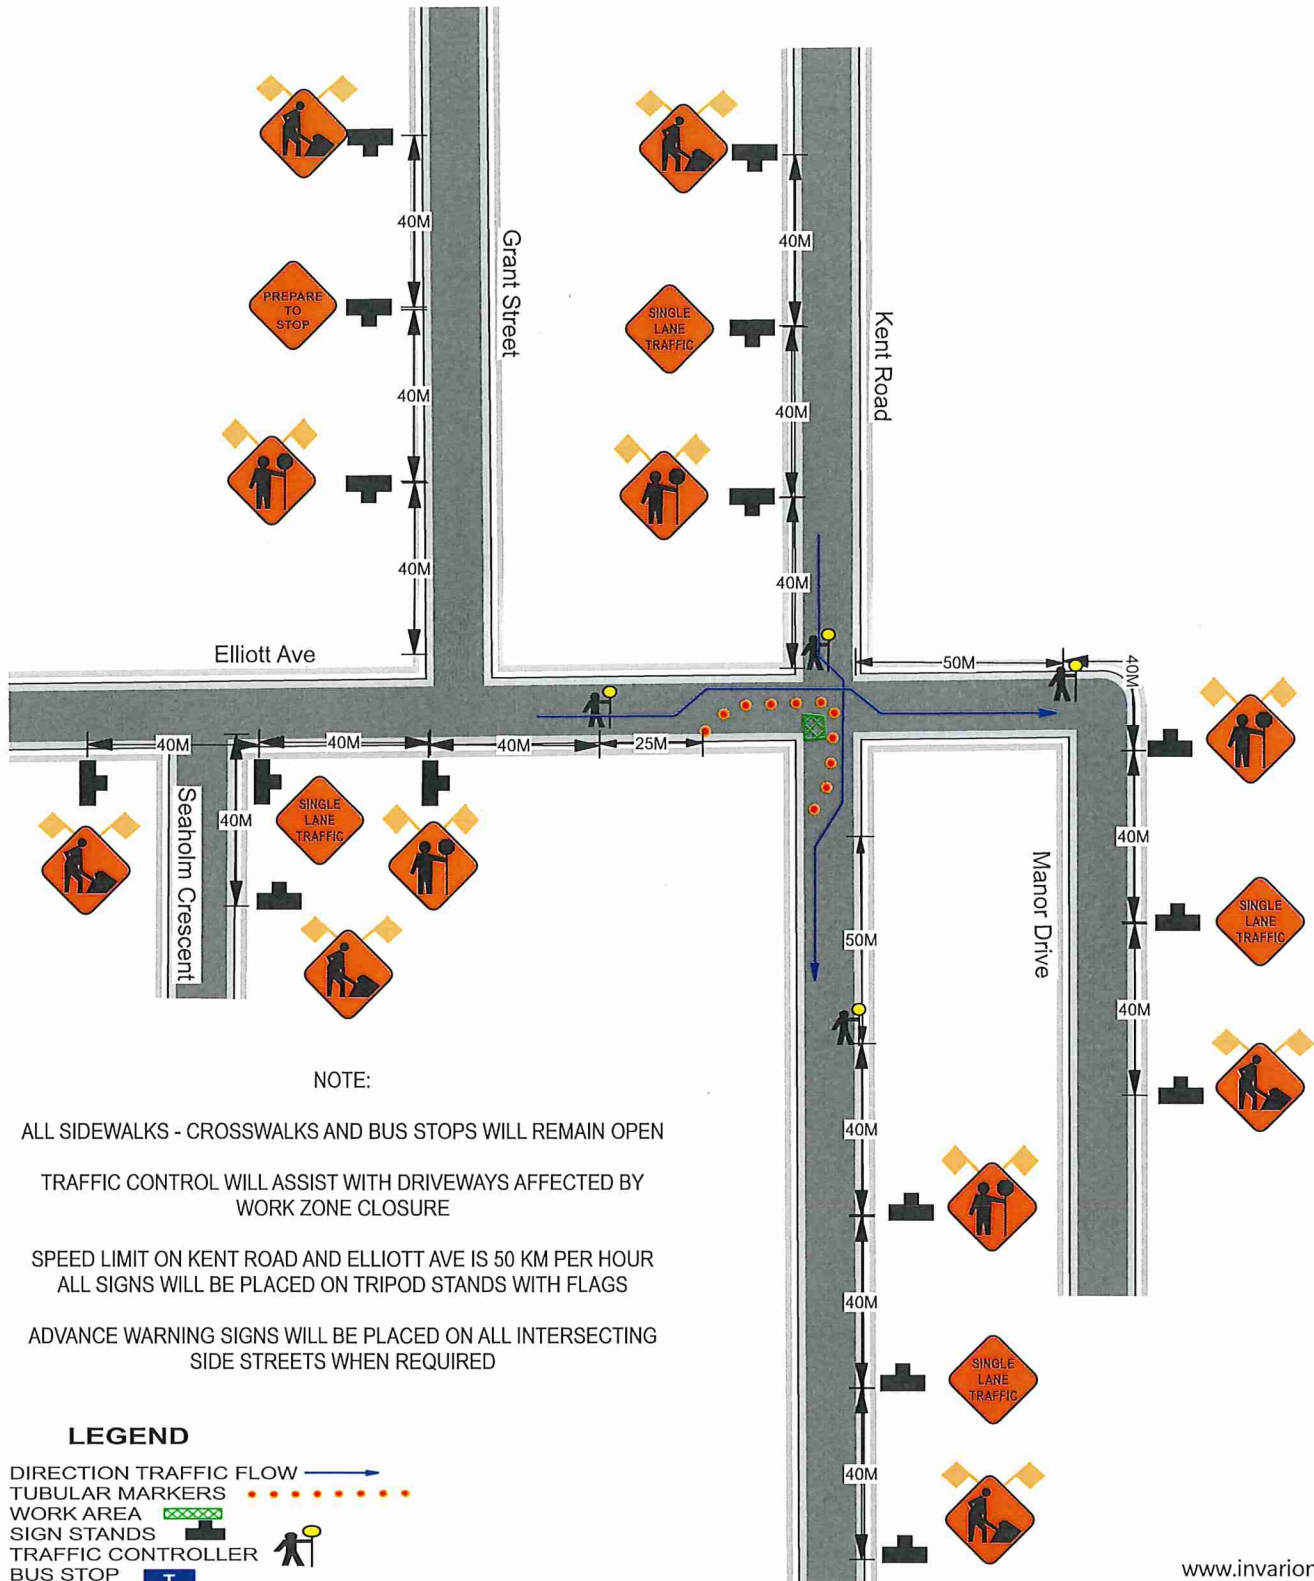 40M
40M
40M
PREPARE
TO
STOP
Grant Street
40M
40M
40M
SINGLE
LANE
TRAFFIC
Kent Road
Elliott Ave
50M
40M
40M
40M
40M
25M
40M
SINGLE
LANE
TRAFFIC
Seaholm Crescent
50M
Manor Drive
40M
SINGLE
LANE
TRAFFIC
40M
40M
40M
SINGLE
LANE
TRAFFIC
40M
NOTE:
ALL SIDEWALKS - CROSSWALKS AND BUS STOPS WILL REMAIN OPEN
TRAFFIC CONTROL WILL ASSIST WITH DRIVEWAYS AFFECTED BY
WORK ZONE CLOSURE
SPEED LIMIT ON KENT ROAD AND ELLIOTT AVE IS 50 KM PER HOUR
ALL SIGNS WILL BE PLACED ON TRIPOD STANDS WITH FLAGS
ADVANCE WARNING SIGNS WILL BE PLACED ON ALL INTERSECTING
SIDE STREETS WHEN REQUIRED
LEGEND
DIRECTION TRAFFIC FLOW
TUBULAR MARKERS
WORK AREA
SIGN STANDS
TRAFFIC CONTROLLER
BUS STOP T
www.invarion